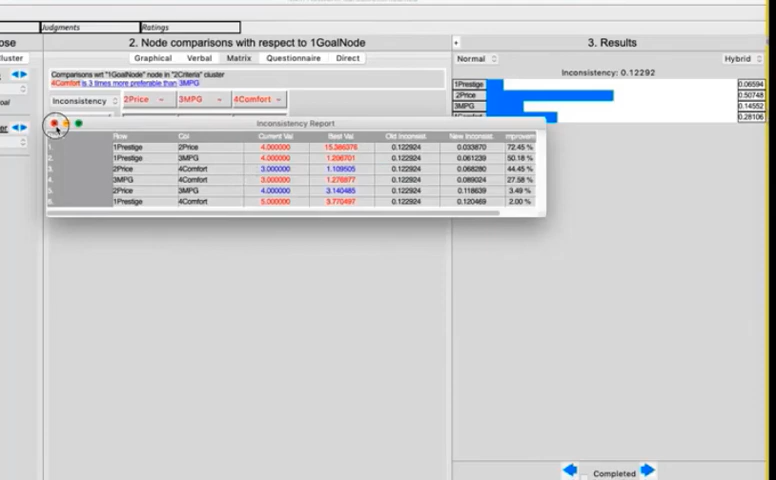 Judgments Ratings
ose
2. Node comparisons with respect to 1GoalNode
+
3. Results
luster
Graphical Verbal Matrix Questionnaire Direct
Normal Hybrid
Comparisons wrt "1GoalNode" node in "2Criteria" cluster
4Comfort is 3 times more preferable than 3MPG
Inconsistency: 0.12292
Inconsistency 2Price 3MPG 4Comfort
1Prestige 0.06594
2Price 0.50748
3MPG 0.14552
4Comfort 0.28106
Inconsistency Report
Row Col Current Val Best Val Old Inconsist. New Inconsist.
1. 1Prestige 2Price 4.000000 15.386376 0.122924 0.033870 72.45 %
1Prestige 3MPG 4.000000 0.122924 0.061239 50.18 %
2Price 4Comfort 3.000000 1.109505 0.122924 0.068280 44.45 %
3MPG 4Comfort 3.000000 0.122924 0.089024 27.58 %
2Price 3MPG 4.000000 3.140485 0.122924 0.118639 3.49 %
1Prestige 4Comfort 5.000000 3.770497 0.122924 0.120469 2.00 %
Completed